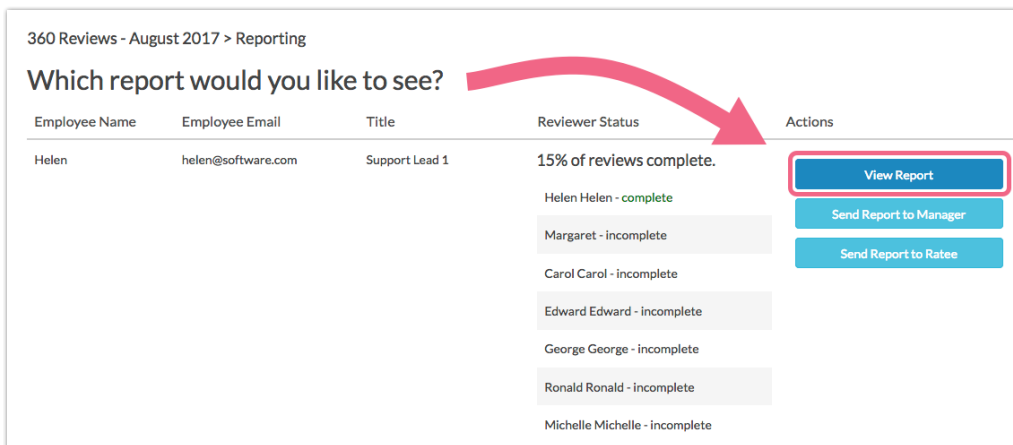 360 Reviews - August 2017 > Reporting
Which report would you like to see?
Employee Name Employee Email Title Reviewer Status Actions
Helen helen@software.com Support Lead 1 15% of reviews complete.
View Report
Helen Helen - complete
Send Report to Manager
Margaret - incomplete
Send Report to Ratee
Carol Carol - incomplete
Edward Edward - incomplete
George George - incomplete
Ronald Ronald - incomplete
Michelle Michelle - incomplete